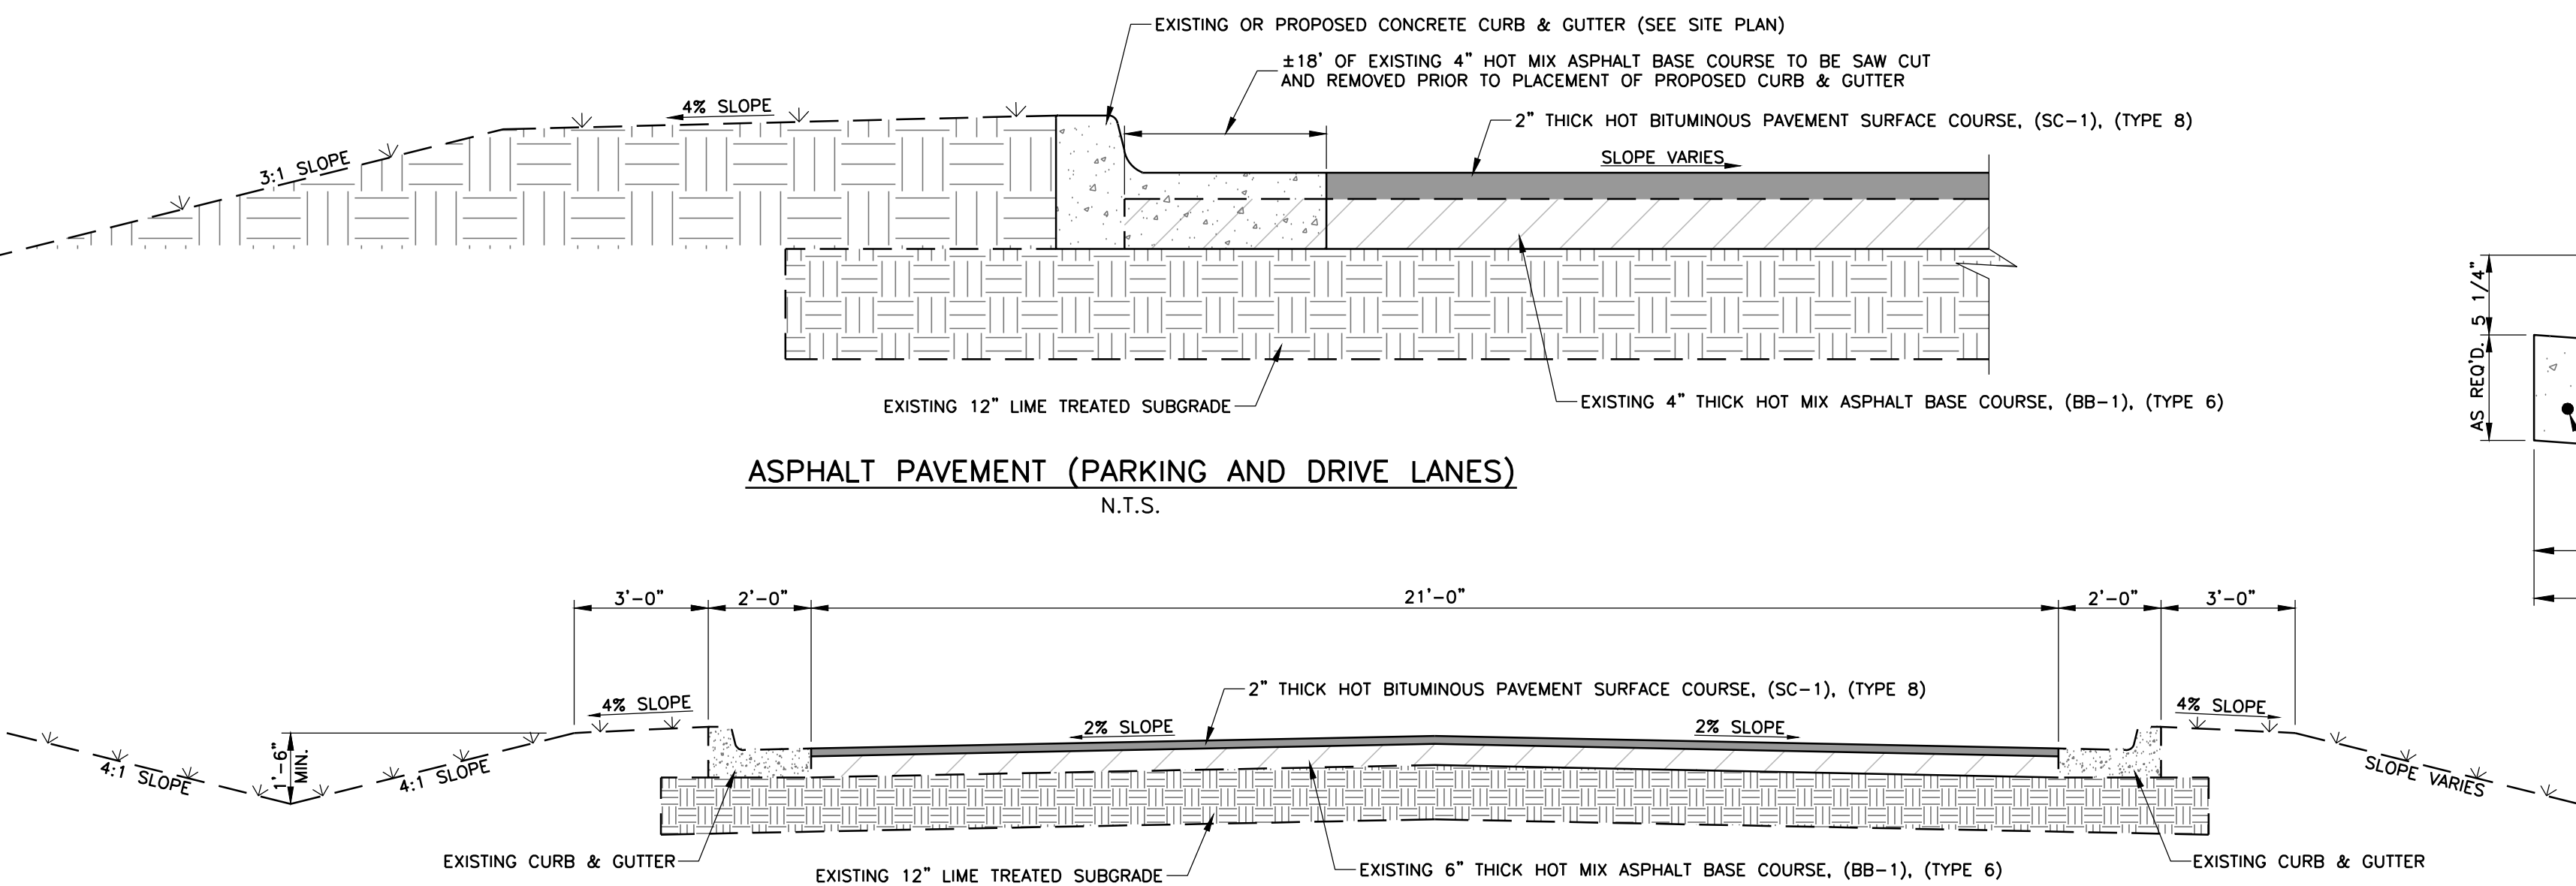 EXISTING OR PROPOSED CONCRETE CURB & GUTTER (SEE SITE PLAN)
±18' OF EXISTING 4" HOT MIX ASPHALT BASE COURSE TO BE SAW CUT
AND REMOVED PRIOR TO PLACEMENT OF PROPOSED CURB & GUTTER
4% SLOPE
2" THICK HOT BITUMINOUS PAVEMENT SURFACE COURSE, (SC-1), (TYPE 8)
3:1 SLOPE
SLOPE VARIES
5 1/4"
AS REQ'D.
EXISTING 12" LIME TREATED SUBGRADE
EXISTING 4" THICK HOT MIX ASPHALT BASE COURSE, (BB-1), (TYPE 6)
ASPHALT PAVEMENT (PARKING AND DRIVE LANES)
N.T.S.
3'-0"
2'-0"
21'-0"
2'-0"
3'-0"
2" THICK HOT BITUMINOUS PAVEMENT SURFACE COURSE, (SC-1), (TYPE 8)
4% SLOPE
2% SLOPE
2% SLOPE
4% SLOPE
1'-6"
MIN.
4:1 SLOPE
4:1 SLOPE
SLOPE VARIES
EXISTING CURB & GUTTER
EXISTING 12" LIME TREATED SUBGRADE
EXISTING 6" THICK HOT MIX ASPHALT BASE COURSE, (BB-1), (TYPE 6)
EXISTING CURB & GUTTER